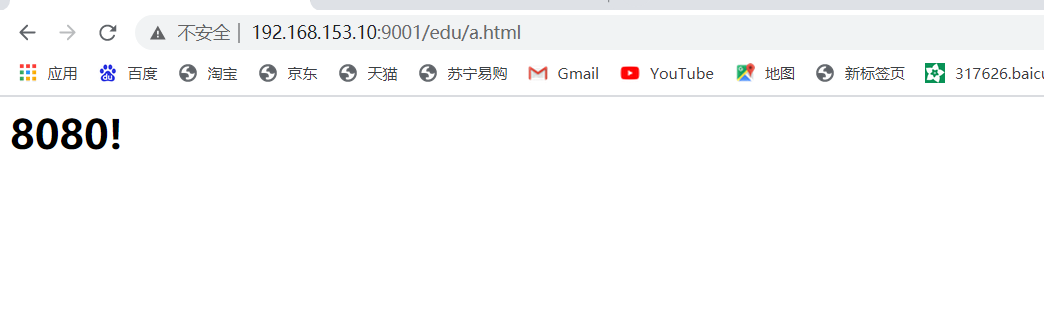 不安全 | 192.168.153.10:9001/edu/a.html
应用 百度 淘宝 京东 天猫 苏宁易购 Gmail YouTube 地图 新标签页 317626.baicu
8080!